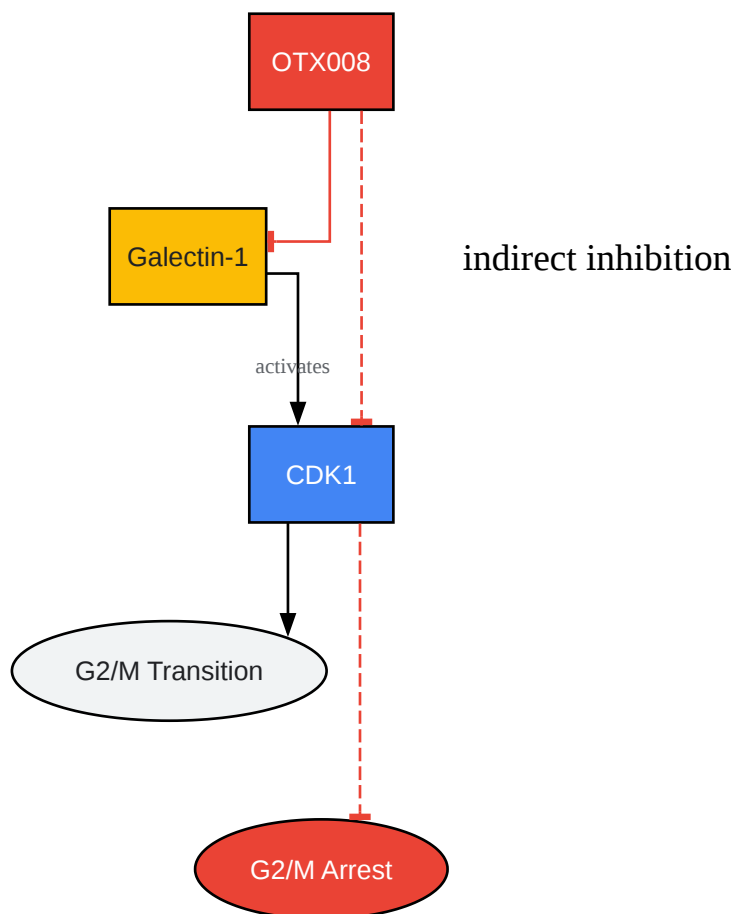 OTX008
Galectin-1
indirect inhibition
activates
CDK1
G2/M Transition
G2/M Arrest